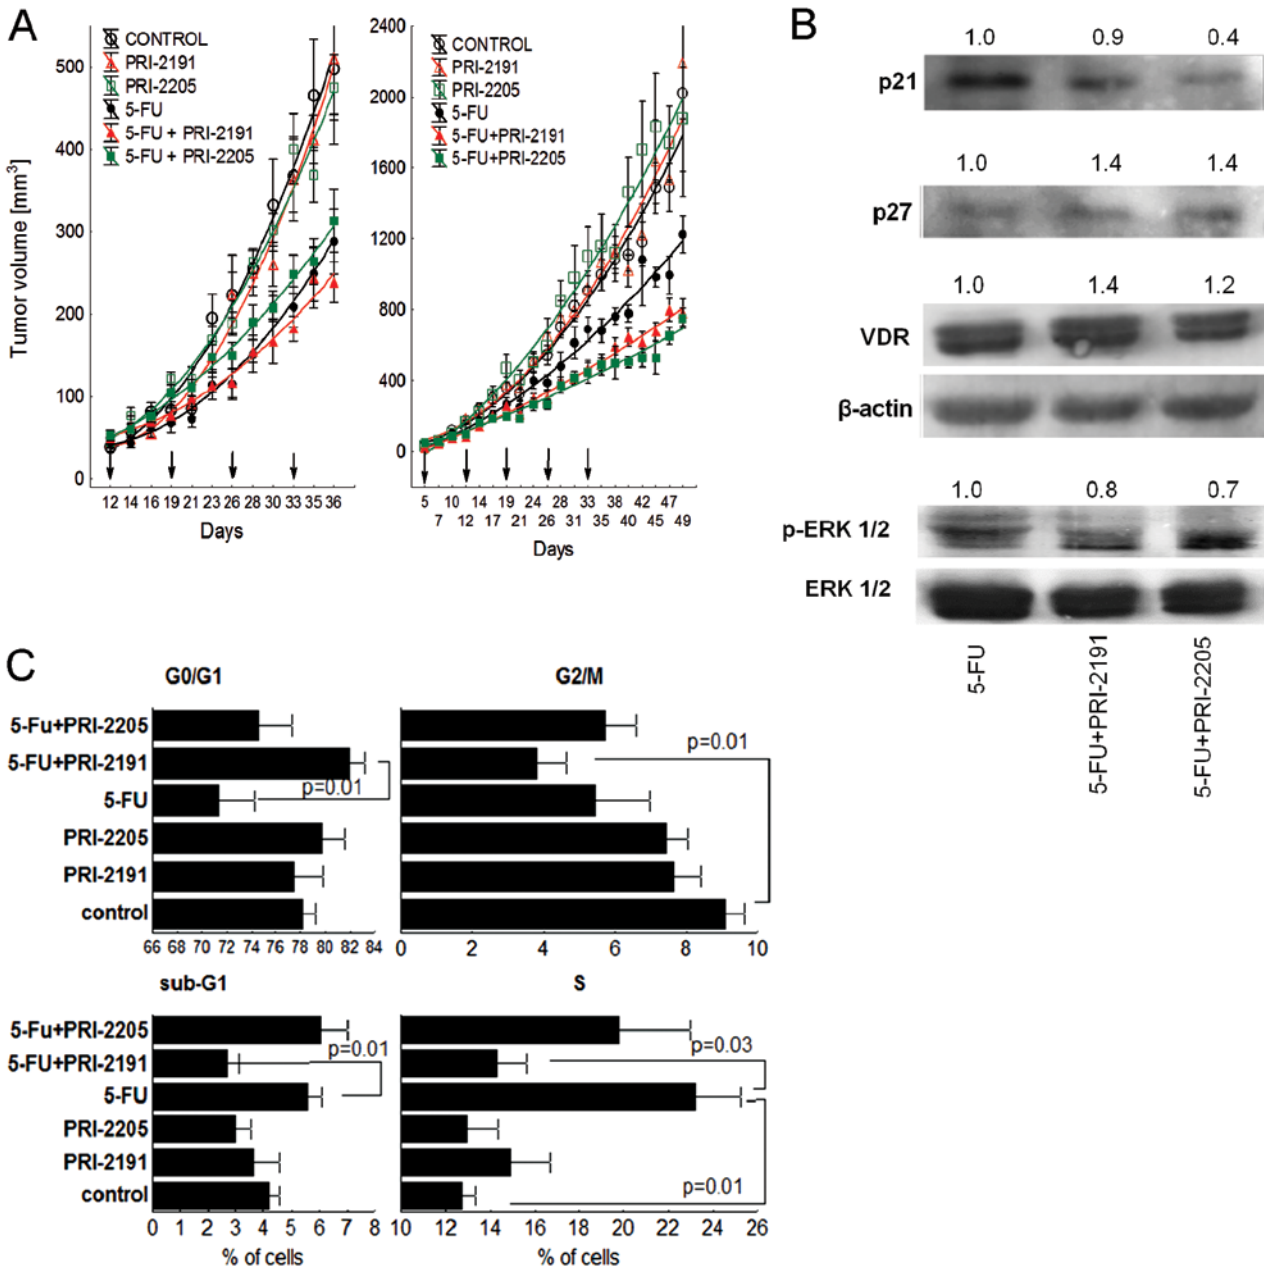 A
Tumor volume [mm³]
500
400
300
200
100
0
CONTROL
PRI-2191
PRI-2205
5-FU
5-FU + PRI-2191
5-FU + PRI-2205
12 14 16 19 21 23 26 28 30 33 35 36
Days
2400
2000
1600
1200
800
400
0
CONTROL
PRI-2191
PRI-2205
5-FU
5-FU+PRI-2191
5-FU+PRI-2205
5 10 14 19 24 28 33 38 42 47
7 12 17 21 26 31 35 40 45 49
Days
B
1.0 0.9 0.4
p21
1.0 1.4 1.4
p27
1.0 1.4 1.2
VDR
β-actin
1.0 0.8 0.7
p-ERK 1/2
ERK 1/2
5-FU
5-FU+PRI-2191
5-FU+PRI-2205
C
G0/G1
5-Fu+PRI-2205
5-FU+PRI-2191
5-FU
PRI-2205
PRI-2191
control
p=0.01
66 68 70 72 74 76 78 80 82 84
G2/M
p=0.01
0 2 4 6 8 10
sub-G1
5-Fu+PRI-2205
5-FU+PRI-2191
5-FU
PRI-2205
PRI-2191
control
p=0.01
0 1 2 3 4 5 6 7 8
% of cells
S
p=0.03
p=0.01
10 12 14 16 18 20 22 24 26
% of cells